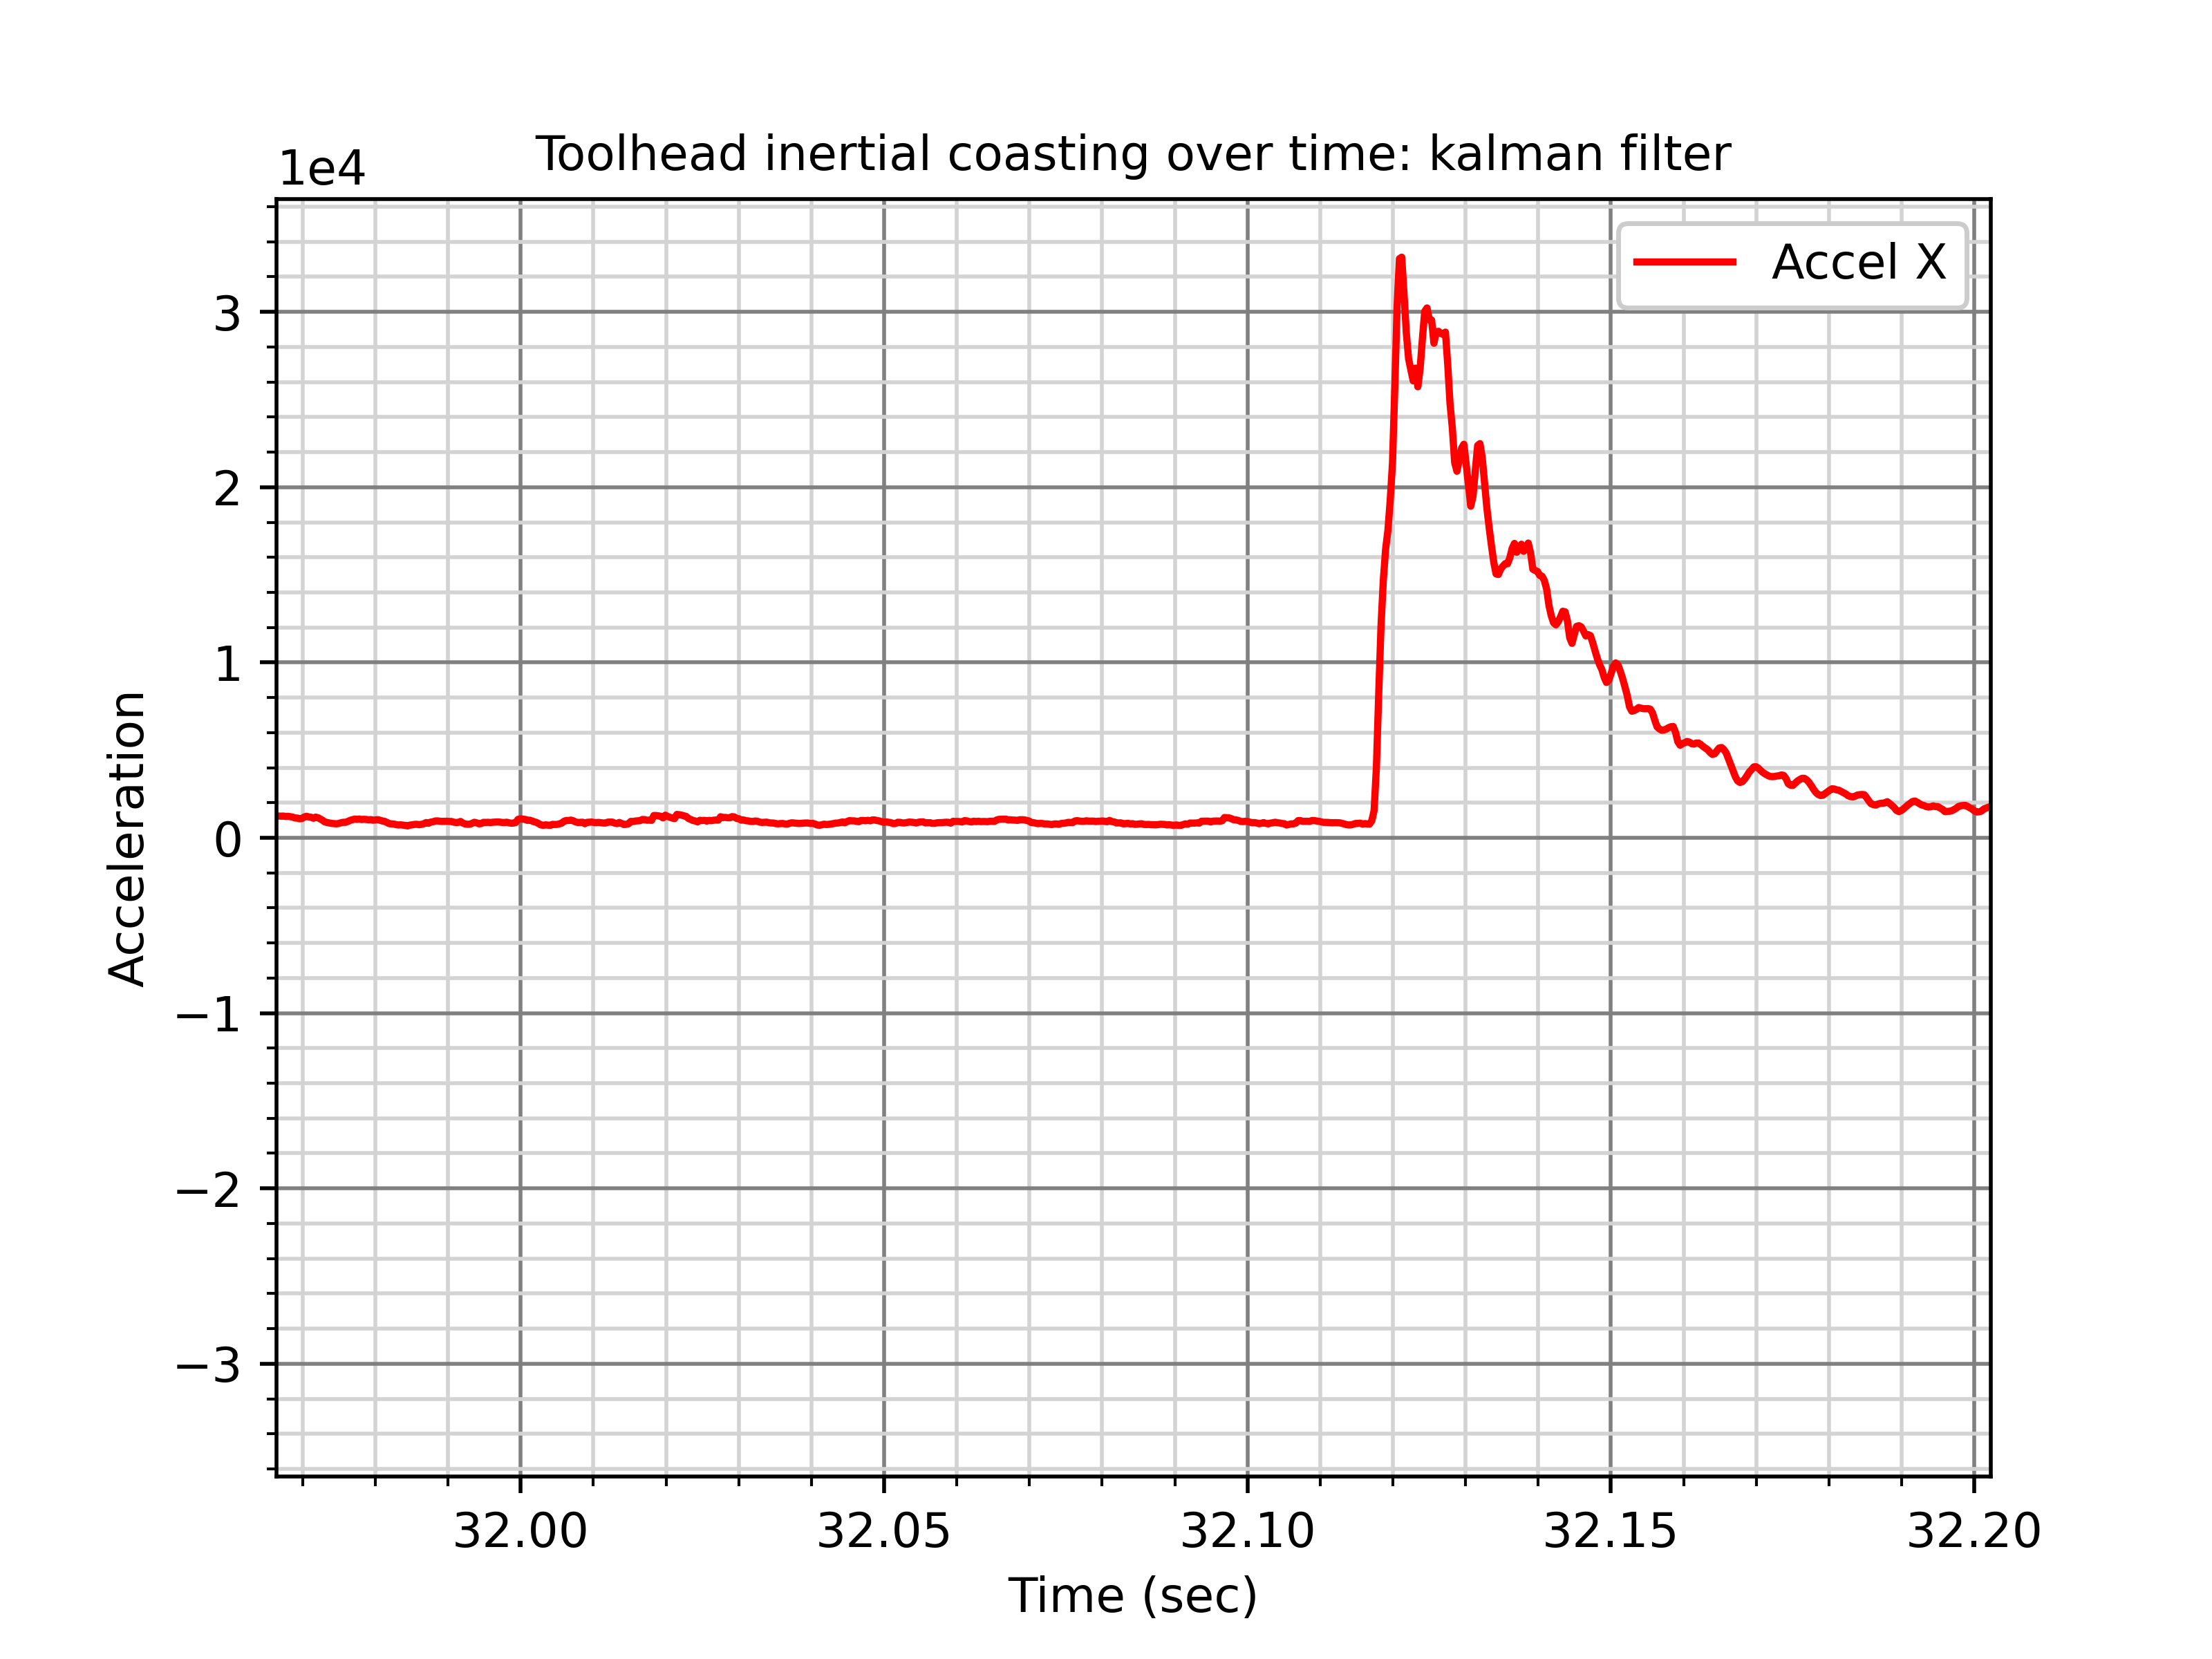 Toolhead inertial coasting over time: kalman filter
1e4
Accel X
3
2
1
0
−1
−2
−3
Acceleration
32.00 32.05 32.10 32.15 32.20
Time (sec)